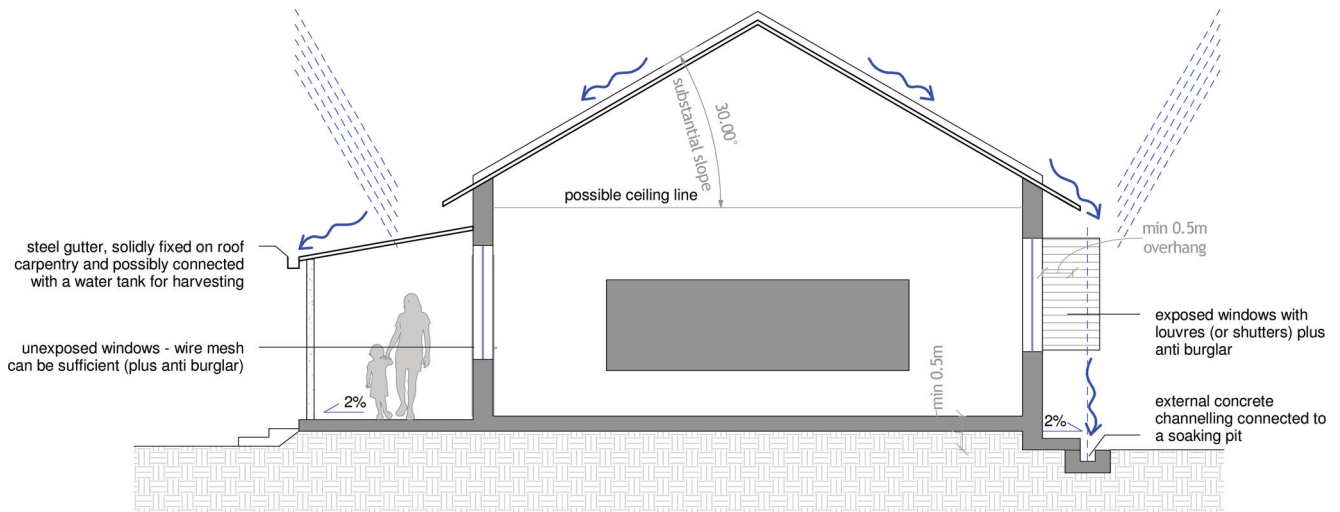 30.00°
substantial slope
possible ceiling line
min 0.5m
overhang
steel gutter, solidly fixed on roof
carpentry and possibly connected
with a water tank for harvesting
unexposed windows - wire mesh
can be sufficient (plus anti burglar)
exposed windows with
louvres (or shutters) plus
anti burglar
min 0.5m
2%
2%
external concrete
channelling connected to
a soaking pit